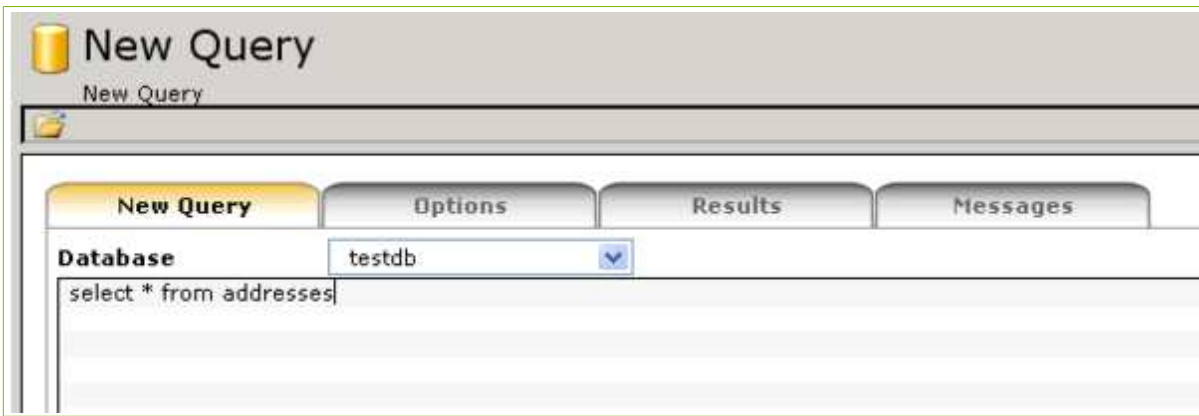 New Query
New Query
New Query Options Results Messages
Database testdb
select * from addresses